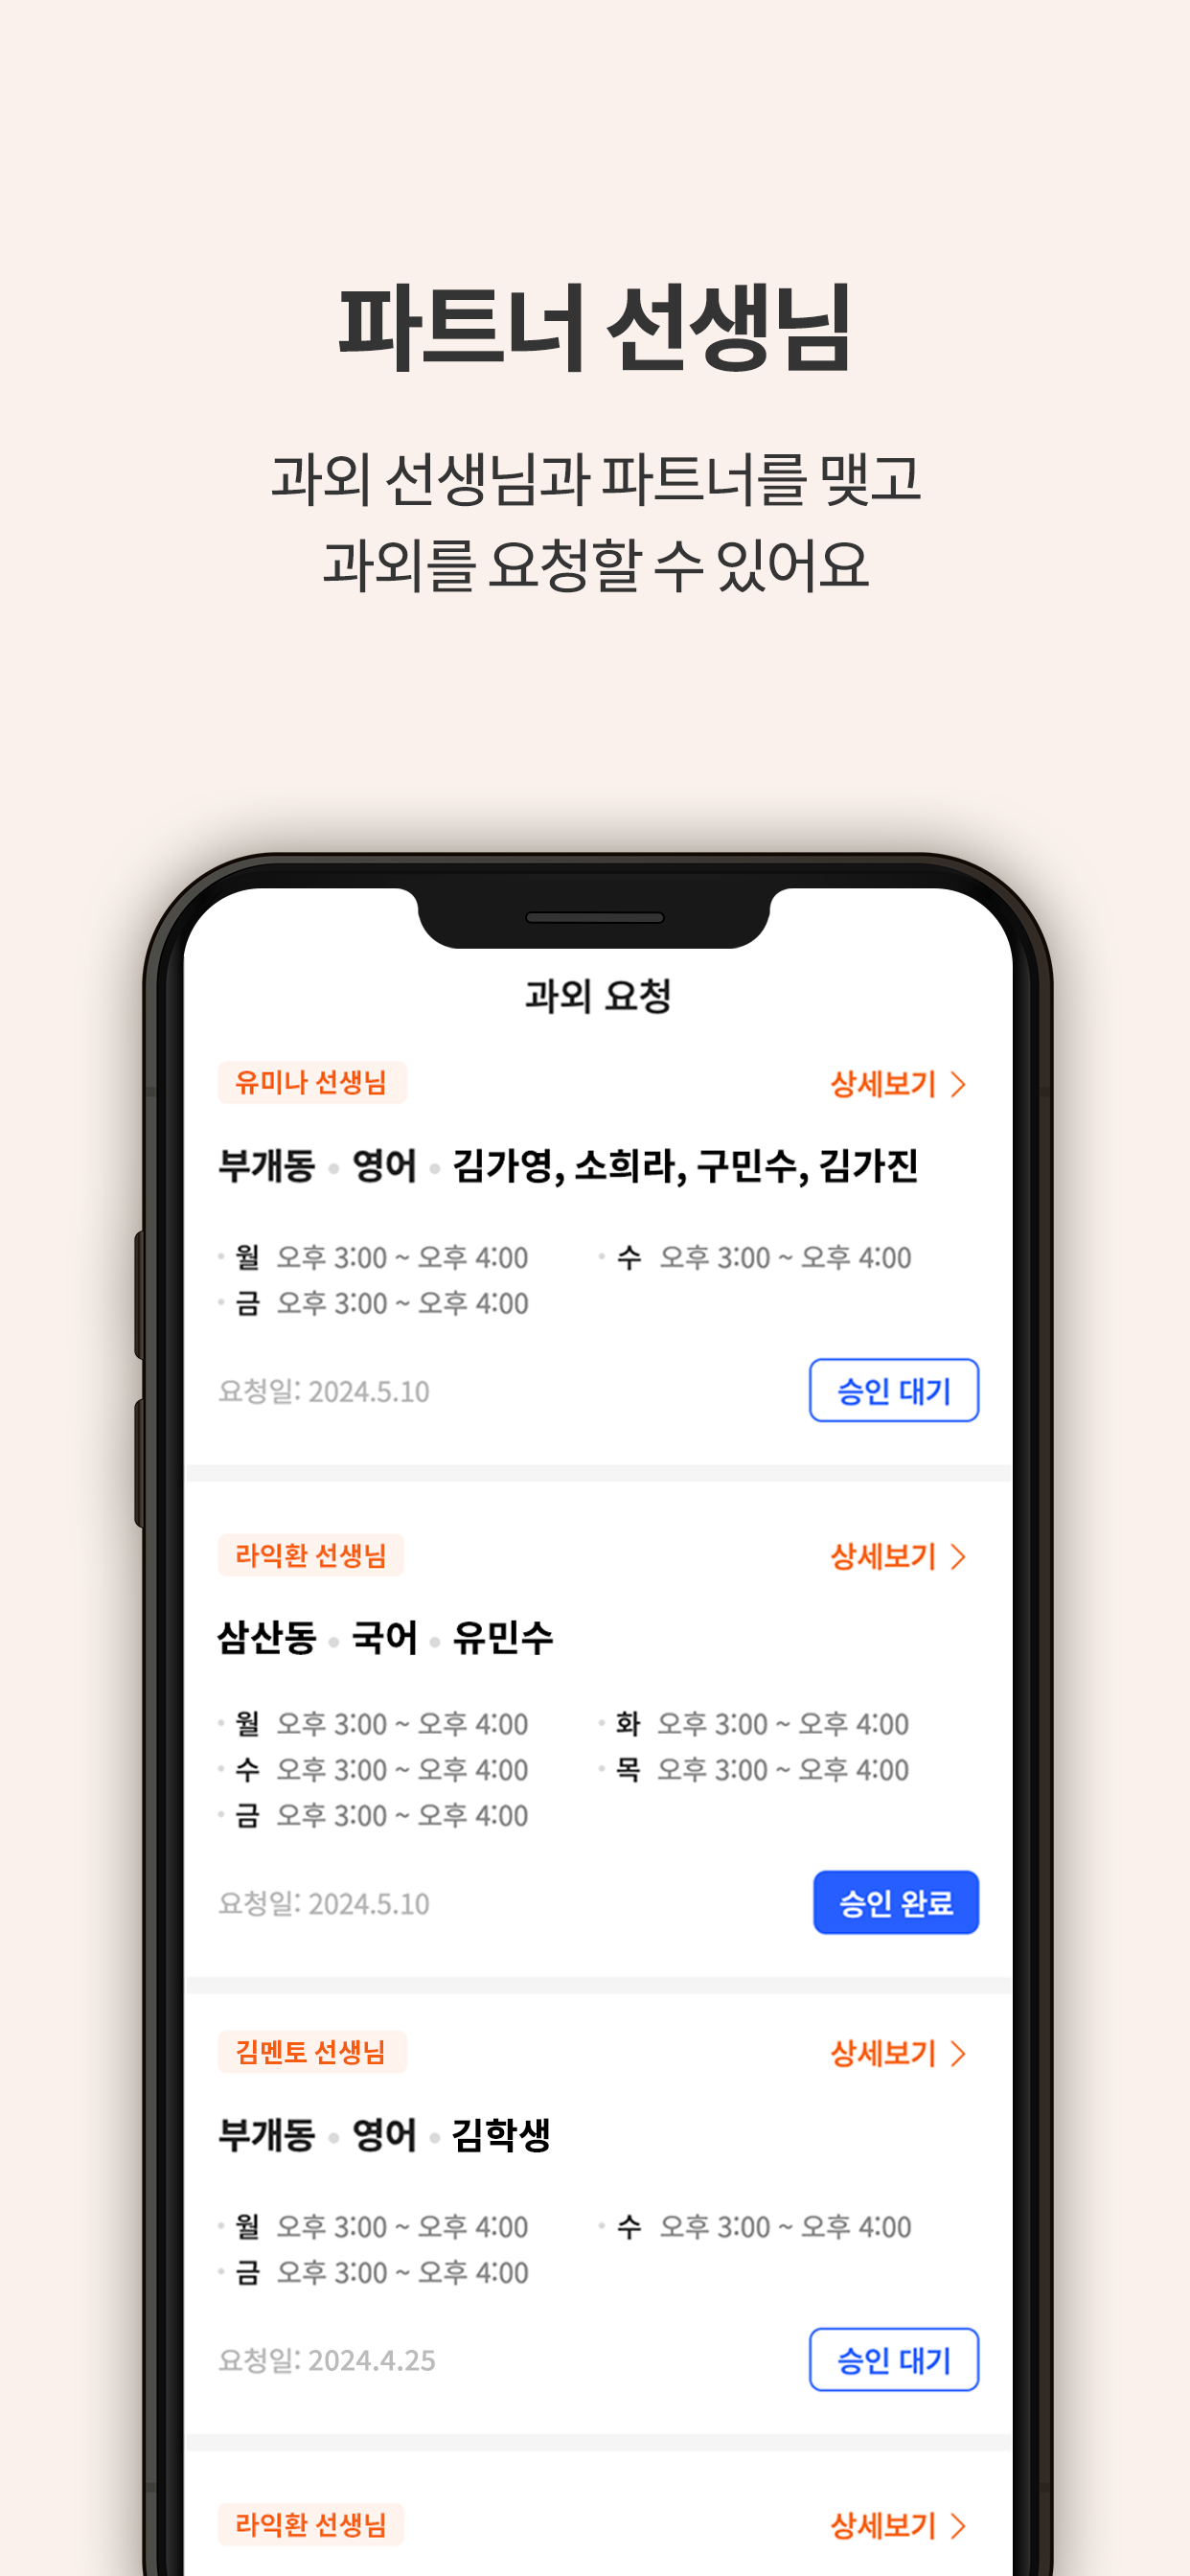 파트너 선생님
과외 선생님과 파트너를 맺고
과외를 요청할 수 있어요
과외 요청
유미나 선생님 상세보기 >
부개동 • 영어 • 김가영, 소희라, 구민수, 김가진
• 월 오후 3:00 ~ 오후 4:00 • 수 오후 3:00 ~ 오후 4:00
• 금 오후 3:00 ~ 오후 4:00
요청일: 2024.5.10 승인 대기
라익환 선생님 상세보기 >
삼산동 • 국어 • 유민수
• 월 오후 3:00 ~ 오후 4:00 • 화 오후 3:00 ~ 오후 4:00
• 수 오후 3:00 ~ 오후 4:00 • 목 오후 3:00 ~ 오후 4:00
• 금 오후 3:00 ~ 오후 4:00
요청일: 2024.5.10 승인 완료
김멘토 선생님 상세보기 >
부개동 • 영어 • 김학생
• 월 오후 3:00 ~ 오후 4:00 • 수 오후 3:00 ~ 오후 4:00
• 금 오후 3:00 ~ 오후 4:00
요청일: 2024.4.25 승인 대기
라익환 선생님 상세보기 >